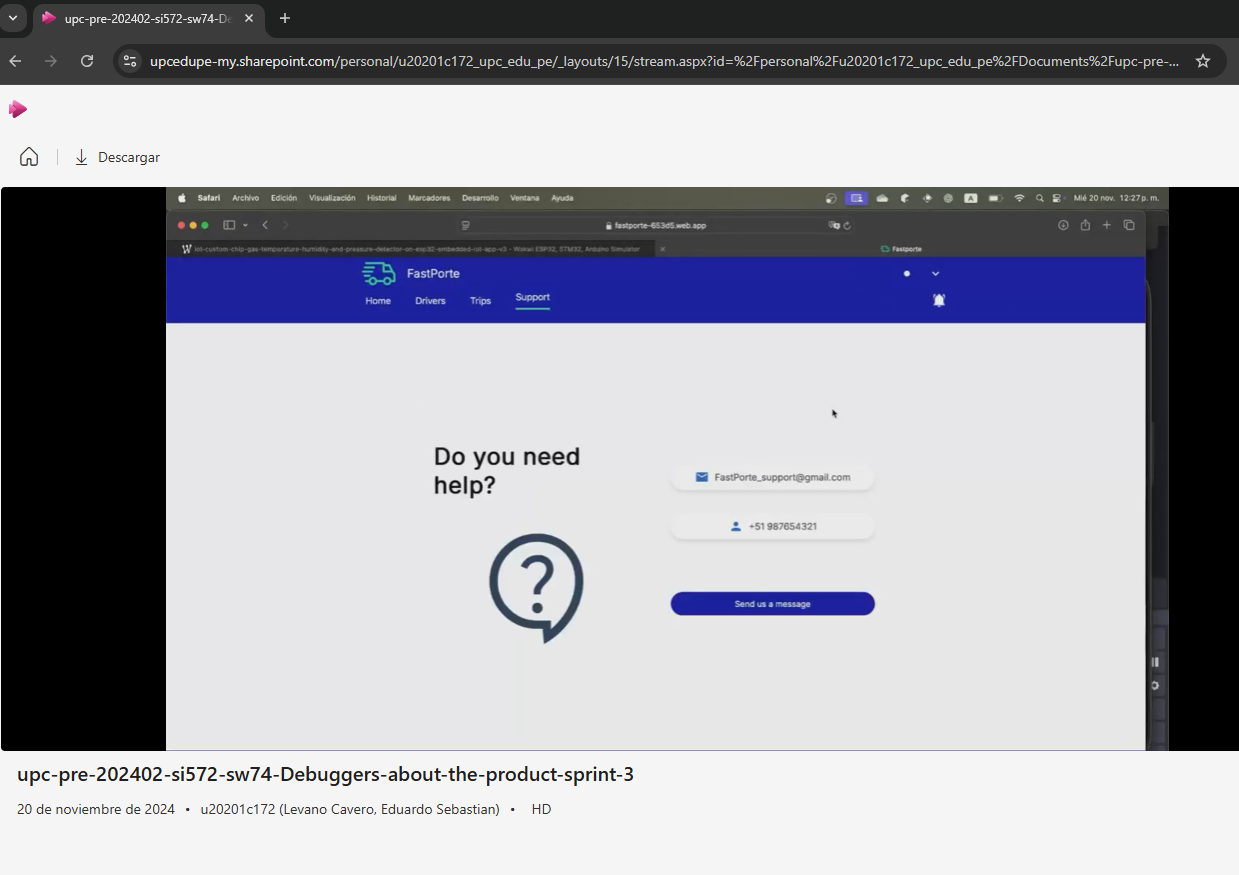 upc-pre-202402-si572-sw74-De
upcedupe-my.sharepoint.com/personal/u20201c172_upc_edu_pe/_layouts/15/stream.aspx?id=%2Fpersonal%2Fu20201c172_upc_edu_pe%2FDocuments%2Fupc-pre-...
Descargar
Safari Archivo Edición Visualización Historial Marcadores Desarrollo Ventana Ayuda A Mié 20 nov. 12:27 p. m.
fastporte-653d5.web.app
W iot-custom-chip-gas-temperature-humidity-and-pressure-detector-on-esp32-embedded-iot-app-v3 - Wokwi ESP32, STM32, Arduino Simulator Fastporte
FastPorte
Home Drivers Trips Support
Do you need
help?
FastPorte_support@gmail.com
+51 987654321
Send us a message
upc-pre-202402-si572-sw74-Debuggers-about-the-product-sprint-3
20 de noviembre de 2024 • u20201c172 (Levano Cavero, Eduardo Sebastian) • HD